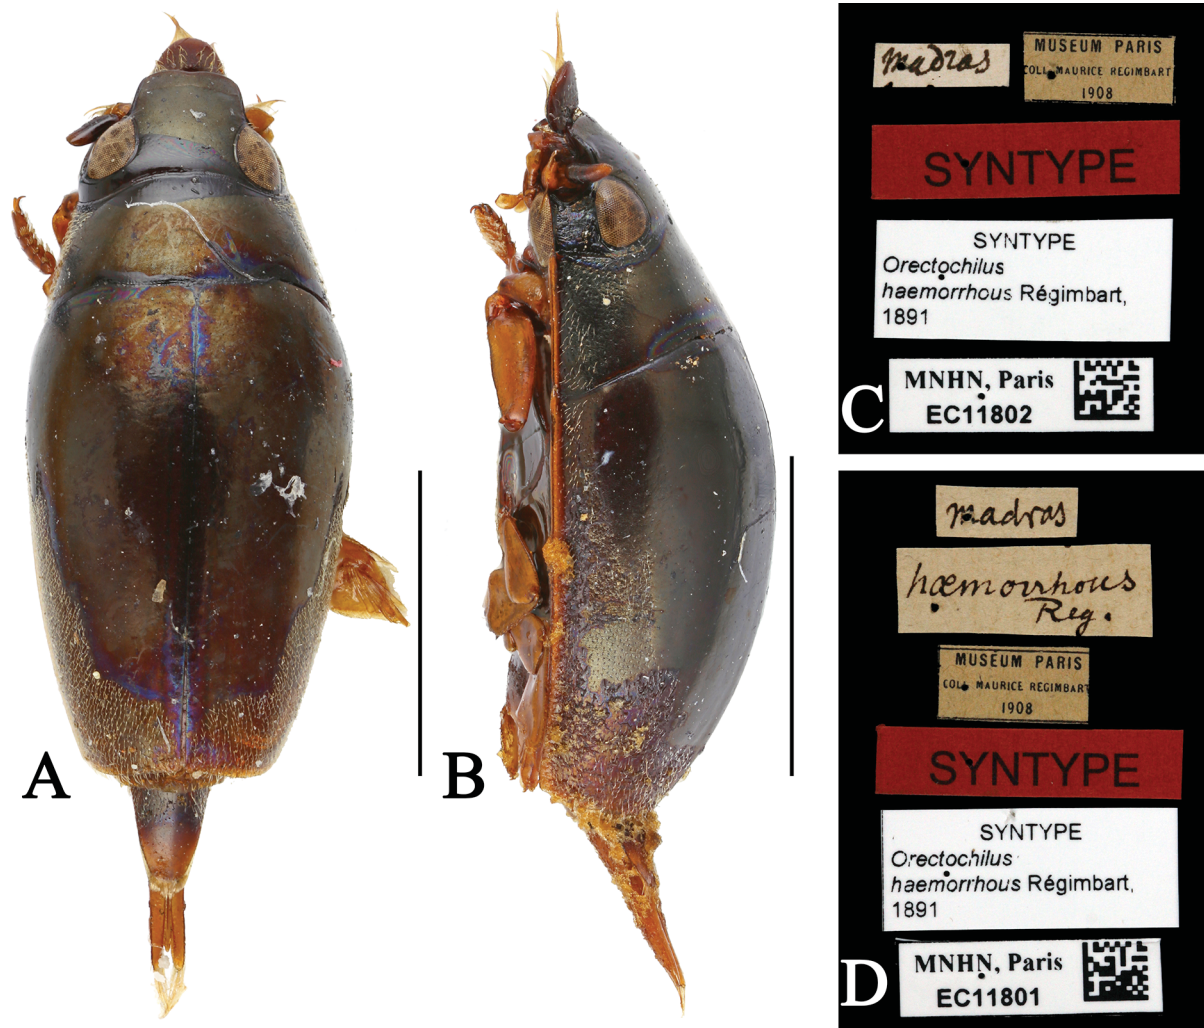 A
B
madras
MUSEUM PARIS
COLL. MAURICE REGIMBART
1908
SYNTYPE
SYNTYPE
Orectochilus
haemorrhous Régimbart,
1891
MNHN, Paris
EC11802
C
madras
hæmorrhous
Reg.
MUSEUM PARIS
COLL. MAURICE REGIMBART
1908
SYNTYPE
SYNTYPE
Orectochilus
haemorrhous Régimbart,
1891
MNHN, Paris
EC11801
D